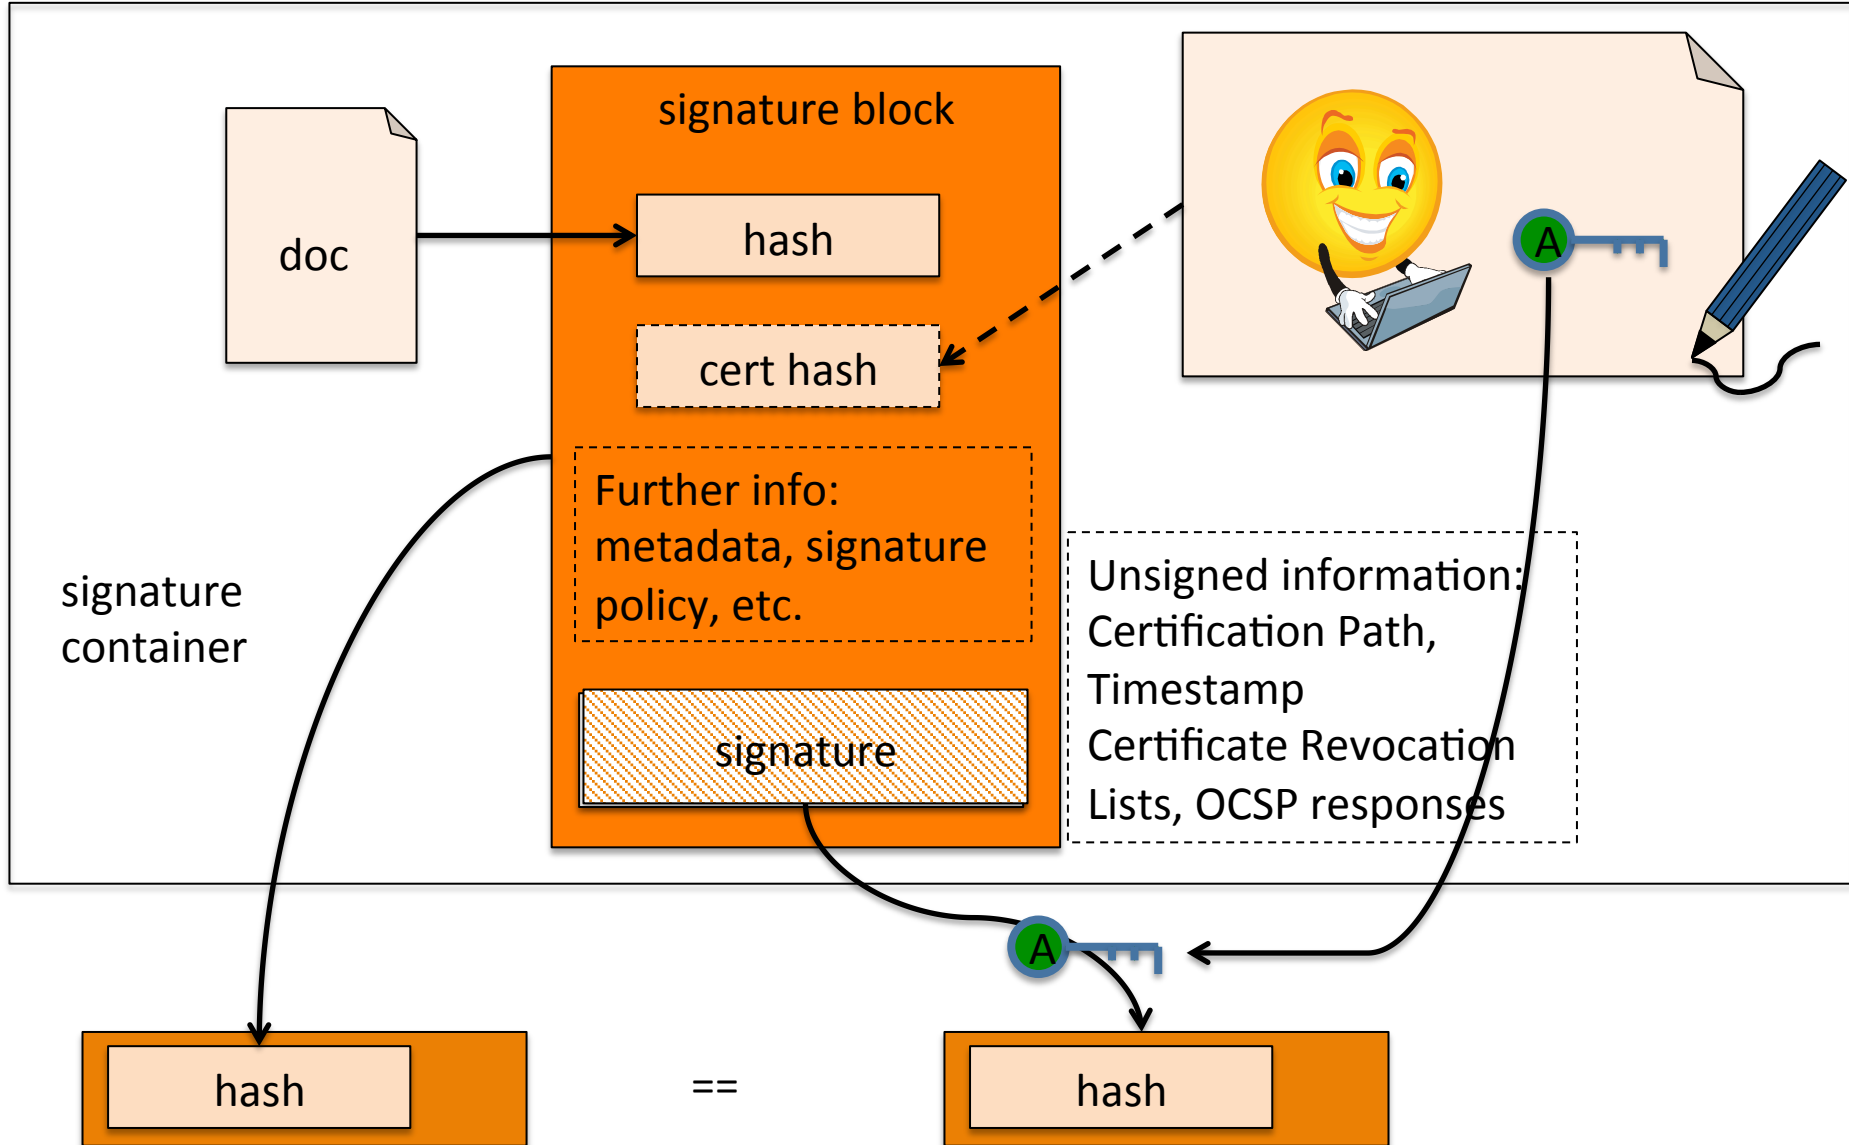 signature block
doc
hash
A
cert hash
Further info:
metadata, signature
policy, etc.
signature
container
Unsigned information:
Certification Path,
Timestamp
Certificate Revocation
Lists, OCSP responses
signature
A
hash
==
hash